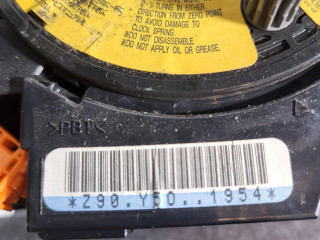 TURNS IN EITHER
DIRECTION FROM ZERO POINT
TO AVOID DAMAGE TO
CLOCK SPRING.
※DO NOT DISASSEMBLE.
※DO NOT APPLY OIL OR GREASE.
>PBT<
*Z90.Y50..1954*